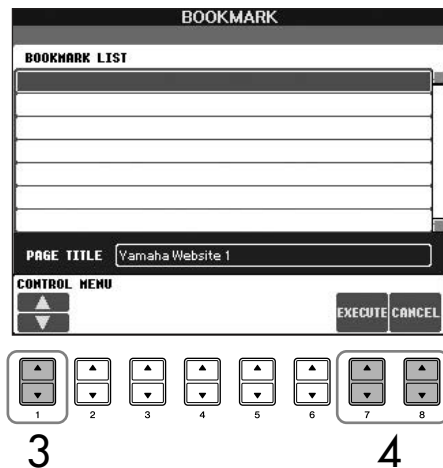 BOOKMARK
BOOKMARK LIST
PAGE TITLE Yamaha Website 1
CONTROL MENU
EXECUTE CANCEL
1 2 3 4 5 6 7 8
3 4